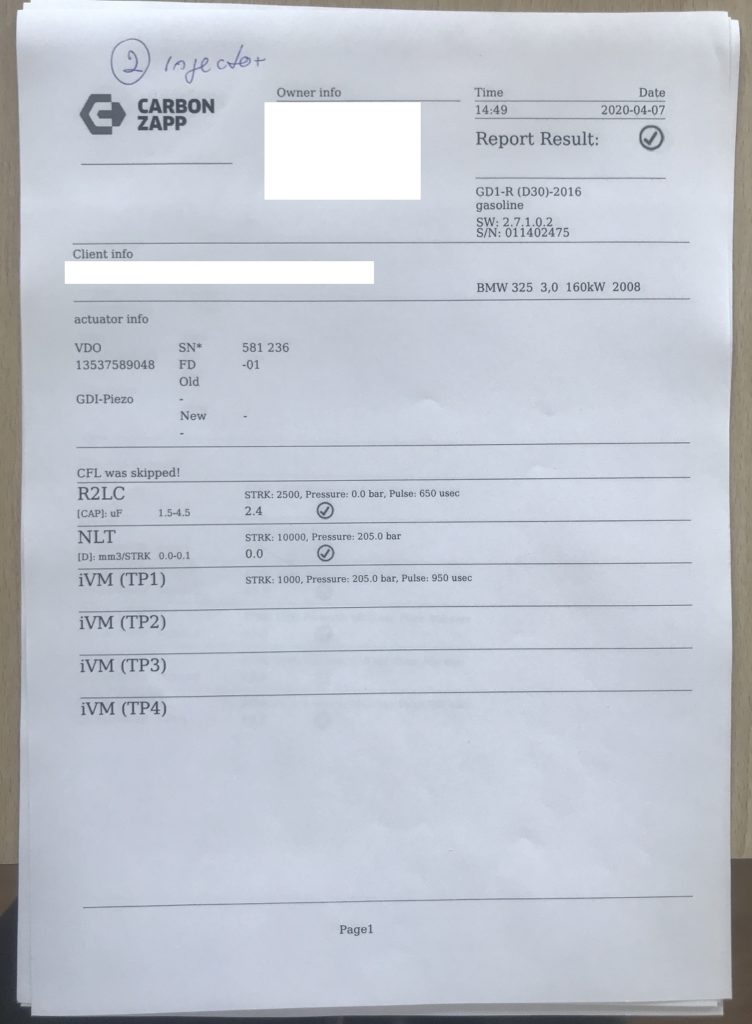 2 injector
CARBON
ZAPP
Owner info
Time Date
14:49 2020-04-07
Report Result:
GD1-R (D30)-2016
gasoline
SW: 2.7.1.0.2
S/N: 011402475
Client info
BMW 325 3,0 160kW 2008
actuator info
VDO SN* 581 236
13537589048 FD -01
Old
GDI-Piezo -
New -
-
CFL was skipped!
R2LC STRK: 2500, Pressure: 0.0 bar, Pulse: 650 usec
[CAP]: uF 1.5-4.5 2.4
NLT STRK: 10000, Pressure: 205.0 bar
[D]: mm3/STRK 0.0-0.1 0.0
iVM (TP1) STRK: 1000, Pressure: 205.0 bar, Pulse: 950 usec
iVM (TP2)
iVM (TP3)
iVM (TP4)
Page1